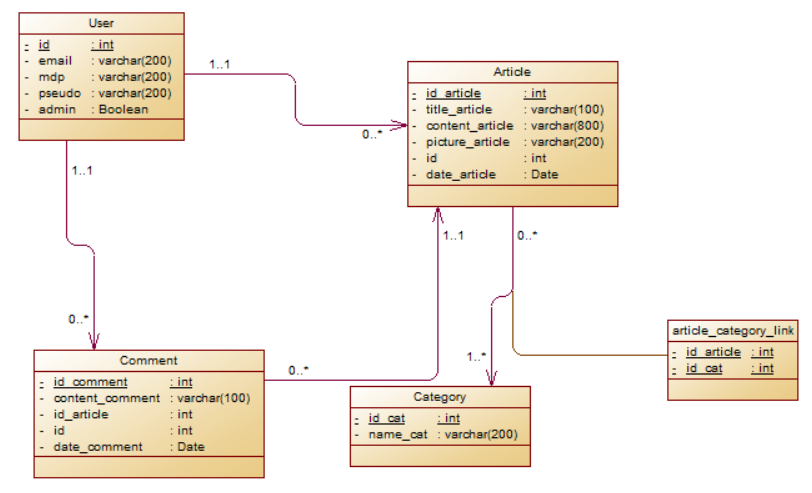 User
- id : int
- email : varchar(200)
- mdp : varchar(200)
- pseudo : varchar(200)
- admin : Boolean
1..1
0..*
Article
- id_article : int
- title_article : varchar(100)
- content_article : varchar(800)
- picture_article : varchar(200)
- id : int
- date_article : Date
1..1
0..*
1..1
0..*
Comment
- id_comment : int
- content_comment : varchar(100)
- id_article : int
- id : int
- date_comment : Date
0..*
1..*
Category
- id_cat : int
- name_cat : varchar(200)
article_category_link
- id_article : int
- id_cat : int